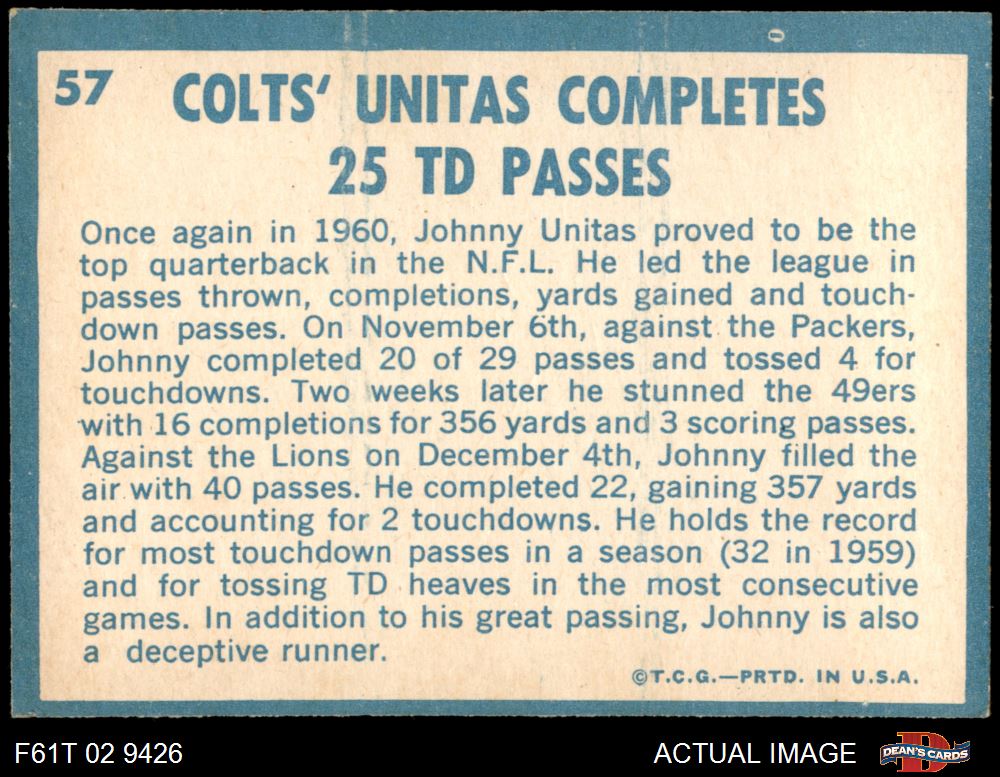 0
57
COLTS' UNITAS COMPLETES
25 TD PASSES
Once again in 1960, Johnny Unitas proved to be the
top quarterback in the N.F.L. He led the league in
passes thrown, completions, yards gained and touch-
down passes. On November 6th, against the Packers,
Johnny completed 20 of 29 passes and tossed 4 for
touchdowns. Two weeks later he stunned the 49ers
with 16 completions for 356 yards and 3 scoring passes.
Against the Lions on December 4th, Johnny filled the
air with 40 passes. He completed 22, gaining 357 yards
and accounting for 2 touchdowns. He holds the record
for most touchdown passes in a season (32 in 1959)
and for tossing TD heaves in the most consecutive
games. In addition to his great passing, Johnny is also
a deceptive runner.
©T.C.G.—PRTD. IN U.S.A.
F61T 02 9426
ACTUAL IMAGE
D
DEAN'S CARDS